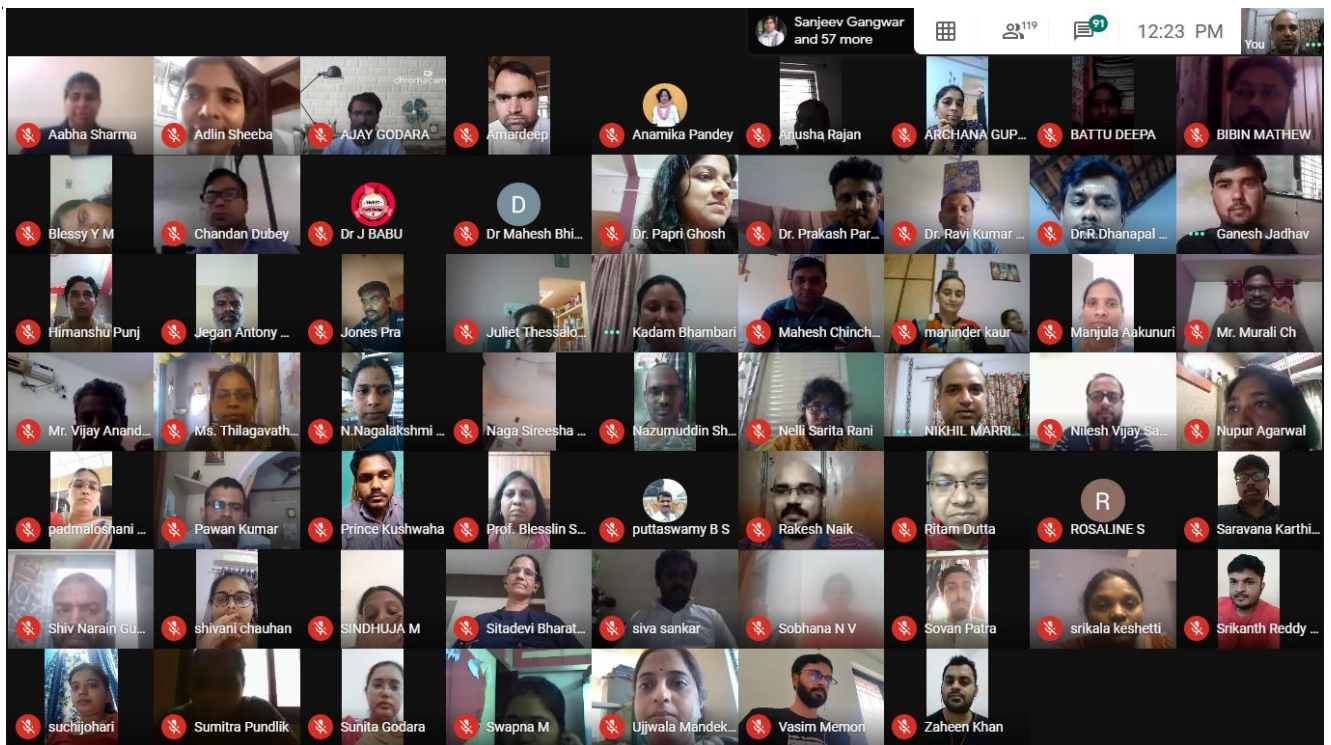 Sanjeev Gangwar
and 57 more
119
91
12:23 PM
You
chromacam
Aabha Sharma
Adlin Sheeba
AJAY GODARA
Amardeep
Anamika Pandey
Anusha Rajan
ARCHANA GUP...
BATTU DEEPA
BIBIN MATHEW
Blessy Y M
Chandan Dubey
Dr J BABU
D
Dr Mahesh Bhi...
Dr. Papri Ghosh
Dr. Prakash Par...
Dr. Ravi Kumar ...
Dr.R.Dhanapal ...
Ganesh Jadhav
Himanshu Punj
Jegan Antony ...
Jones Pra
Juliet Thessalo...
Kadam Bhambari
Mahesh Chinch...
maninder kaur
Manjula Aakunuri
Mr. Murali Ch
Mr. Vijay Anand...
Ms. Thilagavath...
N.Nagalakshmi ...
Naga Sireesha ...
Nazumuddin Sh...
Nelli Sarita Rani
NIKHIL MARRI...
Nilesh Vijay Sa...
Nupur Agarwal
padmaloshani ...
Pawan Kumar
Prince Kushwaha
Prof. Blesslin S...
puttaswamy B S
Rakesh Naik
Ritam Dutta
R
ROSALINE S
Saravana Karthi...
Shiv Narain Gu...
shivani chauhan
SINDHUJA M
Sitadevi Bharat...
siva sankar
Sobhana N V
Sovan Patra
srikala keshetti
Srikanth Reddy ...
suchijohari
Sumitra Pundlik
Sunita Godara
Swapna M
Ujjwala Mandek...
Vasim Memon
Zaheen Khan